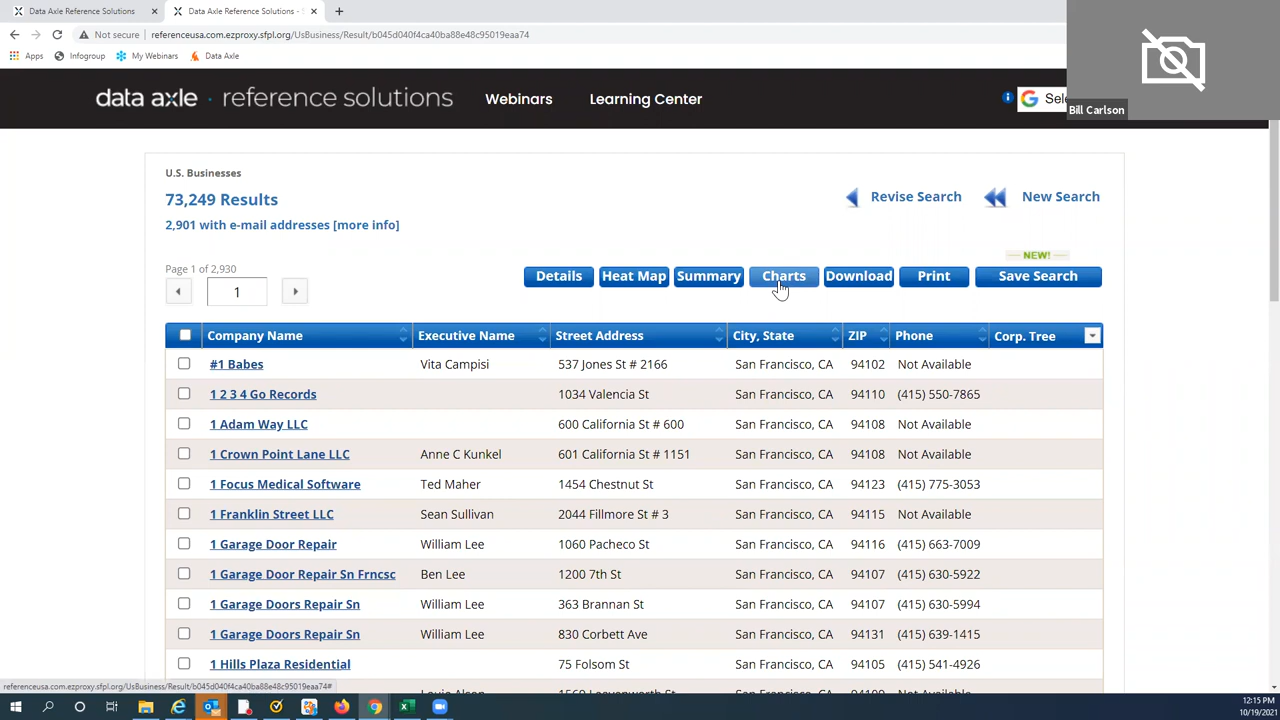 Data Axle Reference Solutions
Data Axle Reference Solutions - S
Not secure referenceusa.com.ezproxy.sfpl.org/UsBusiness/Result/b045d040f4ca40ba88e48c95019eaa74
Apps Infogroup My Webinars Data Axle
data axle · reference solutions Webinars Learning Center Sel
Bill Carlson
U.S. Businesses
73,249 Results
Revise Search New Search
2,901 with e-mail addresses [more info]
NEW!
Page 1 of 2,930
1
Details Heat Map Summary Charts Download Print Save Search
Company Name Executive Name Street Address City, State ZIP Phone Corp. Tree
#1 Babes Vita Campisi 537 Jones St # 2166 San Francisco, CA 94102 Not Available
1 2 3 4 Go Records 1034 Valencia St San Francisco, CA 94110 (415) 550-7865
1 Adam Way LLC 600 California St # 600 San Francisco, CA 94108 Not Available
1 Crown Point Lane LLC Anne C Kunkel 601 California St # 1151 San Francisco, CA 94108 Not Available
1 Focus Medical Software Ted Maher 1454 Chestnut St San Francisco, CA 94123 (415) 775-3053
1 Franklin Street LLC Sean Sullivan 2044 Fillmore St # 3 San Francisco, CA 94115 Not Available
1 Garage Door Repair William Lee 1060 Pacheco St San Francisco, CA 94116 (415) 663-7009
1 Garage Door Repair Sn Frncsc Ben Lee 1200 7th St San Francisco, CA 94107 (415) 630-5922
1 Garage Doors Repair Sn William Lee 363 Brannan St San Francisco, CA 94107 (415) 630-5994
1 Garage Doors Repair Sn William Lee 830 Corbett Ave San Francisco, CA 94131 (415) 639-1415
1 Hills Plaza Residential 75 Folsom St San Francisco, CA 94105 (415) 541-4926
referenceusa.com.ezproxy.sfpl.org/UsBusiness/Result/b045d040f4ca40ba88e48c95019eaa74#
12:15 PM
10/19/2021